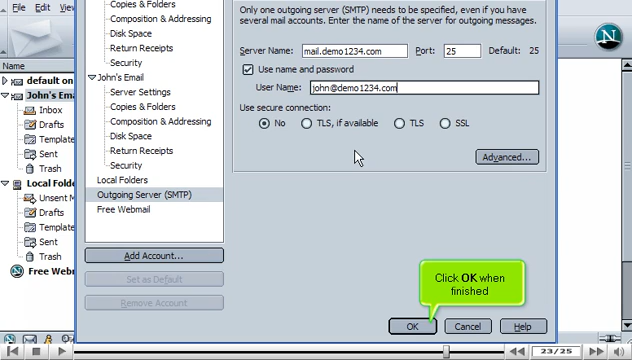 File
View
Name
default on
John's Ema
Inbox
Drafts
Template
Sent
Trash
Local Folder
Unsent M
Drafts
Template
Sent
Trash
Free Webm
Copies & Folders
Composition & Addressing
Disk Space
Return Receipts
Security
John's Email
Server Settings
Copies & Folders
Composition & Addressing
Disk Space
Return Receipts
Security
Local Folders
Outgoing Server (SMTP)
Free Webmail
Add Account...
Set as Default
Remove Account
Only one outgoing server (SMTP) needs to be specified, even if you have
several mail accounts. Enter the name of the server for outgoing messages.
Server Name: mail.demo1234.com Port: 25 Default: 25
Use name and password
User Name: john@demo1234.com
Use secure connection:
No TLS, if available TLS SSL
Advanced...
Click OK when
finished
OK Cancel Help
23/25